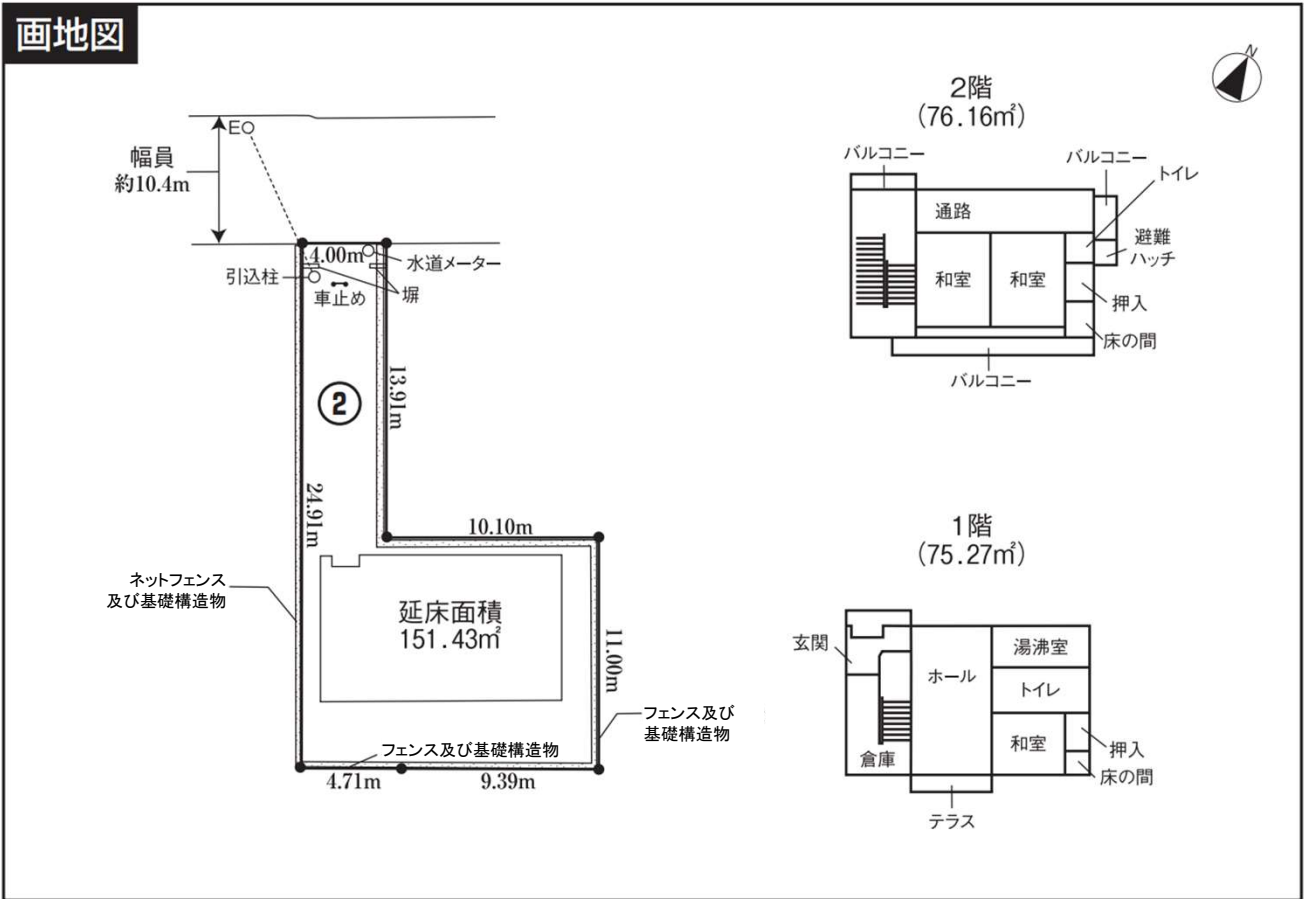 画地図
N
幅員
約10.4m
E
4.00m
水道メーター
引込柱
車止め
塀
②
13.91m
24.91m
10.10m
ネットフェンス
及び基礎構造物
延床面積
151.43㎡
11.00m
フェンス及び
基礎構造物
フェンス及び基礎構造物
4.71m
9.39m
2階
(76.16㎡)
バルコニー
バルコニー
トイレ
通路
避難
ハッチ
和室
和室
押入
床の間
バルコニー
1階
(75.27㎡)
玄関
湯沸室
ホール
トイレ
和室
押入
倉庫
床の間
テラス